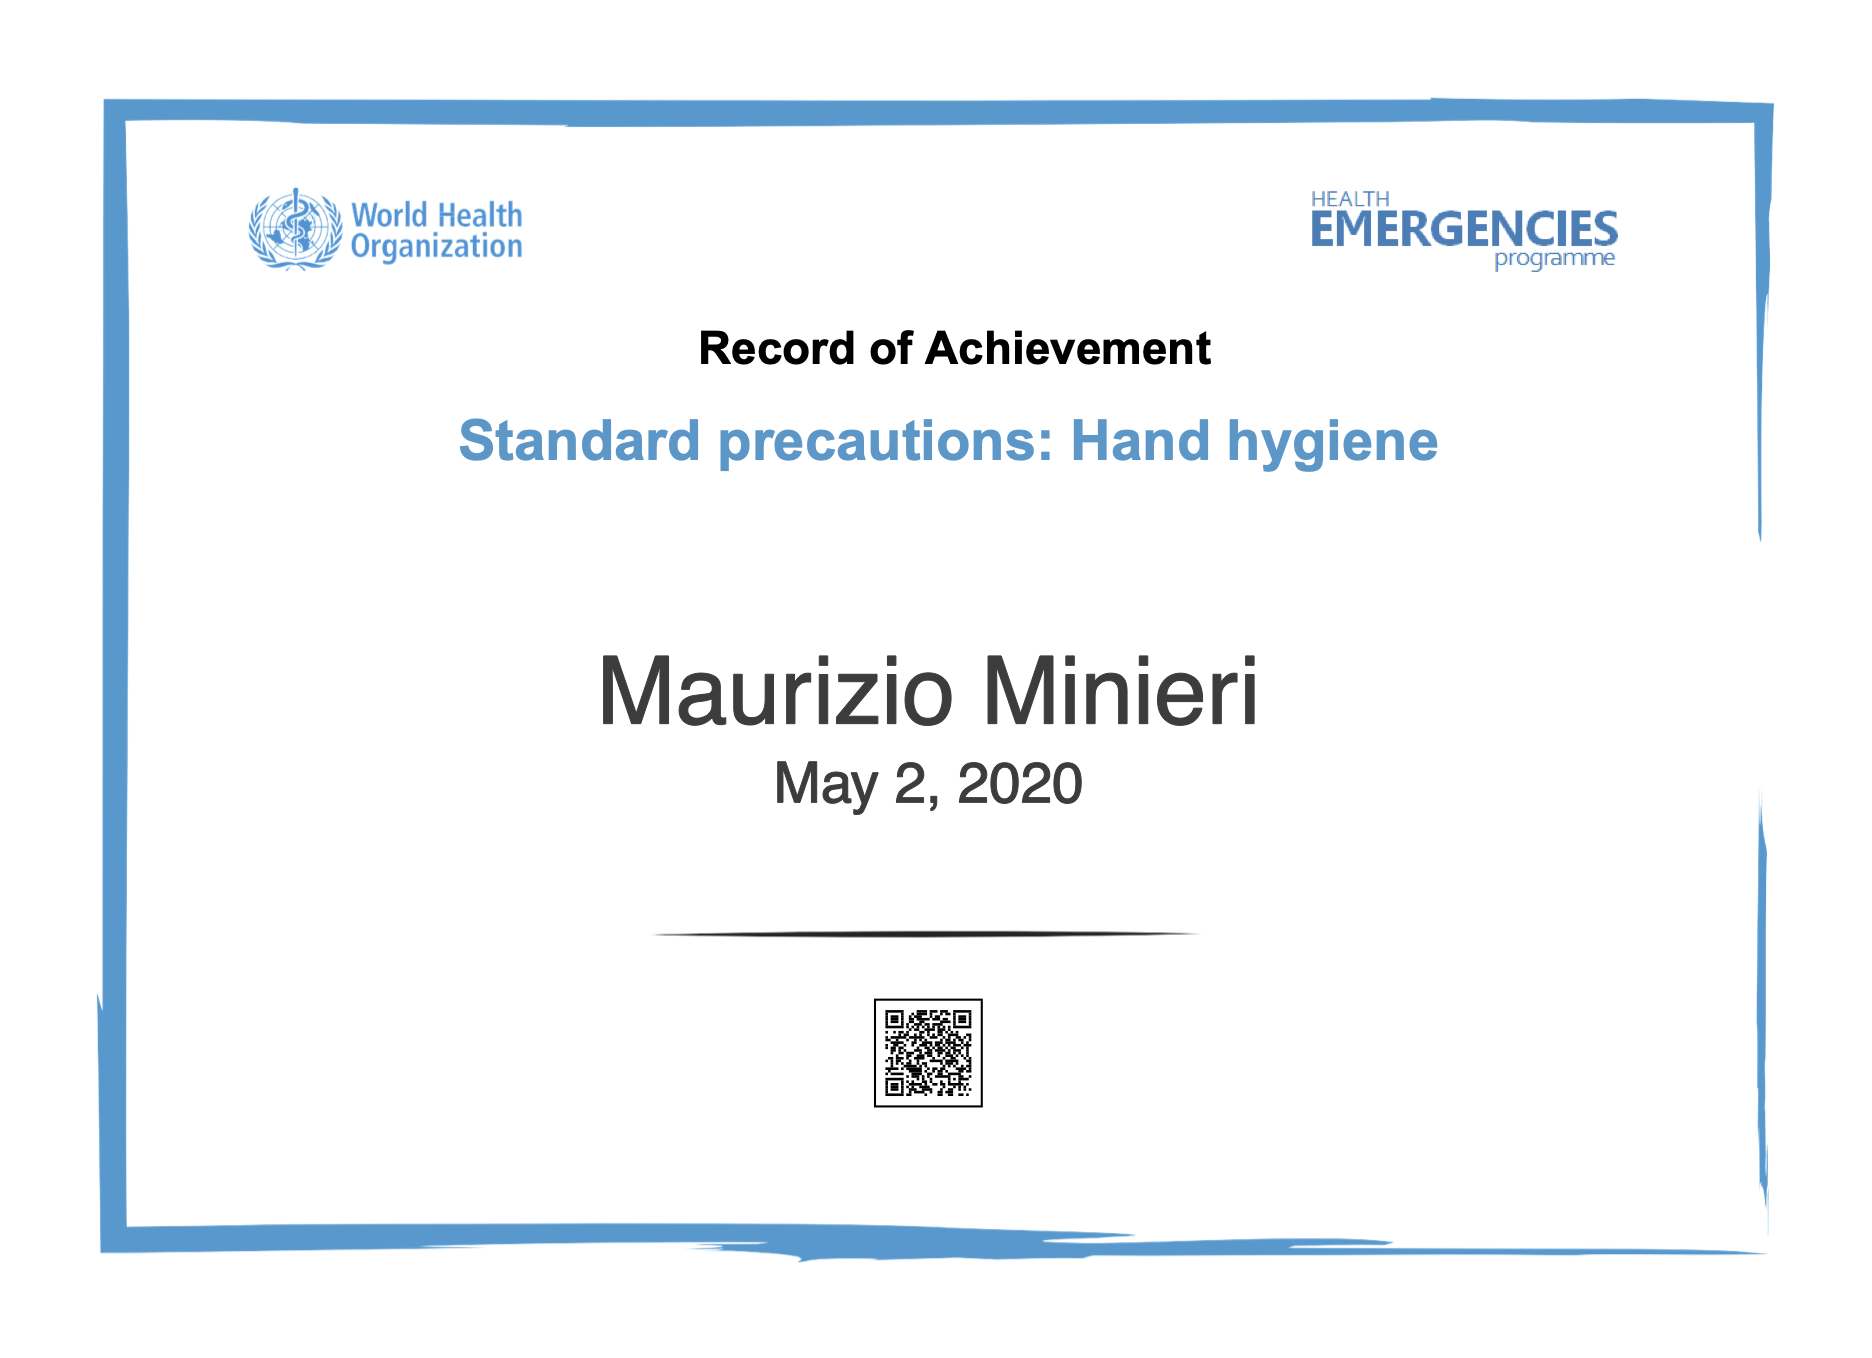 World Health
Organization
HEALTH
EMERGENCIES
programme
Record of Achievement
Standard precautions: Hand hygiene
Maurizio Minieri
May 2, 2020